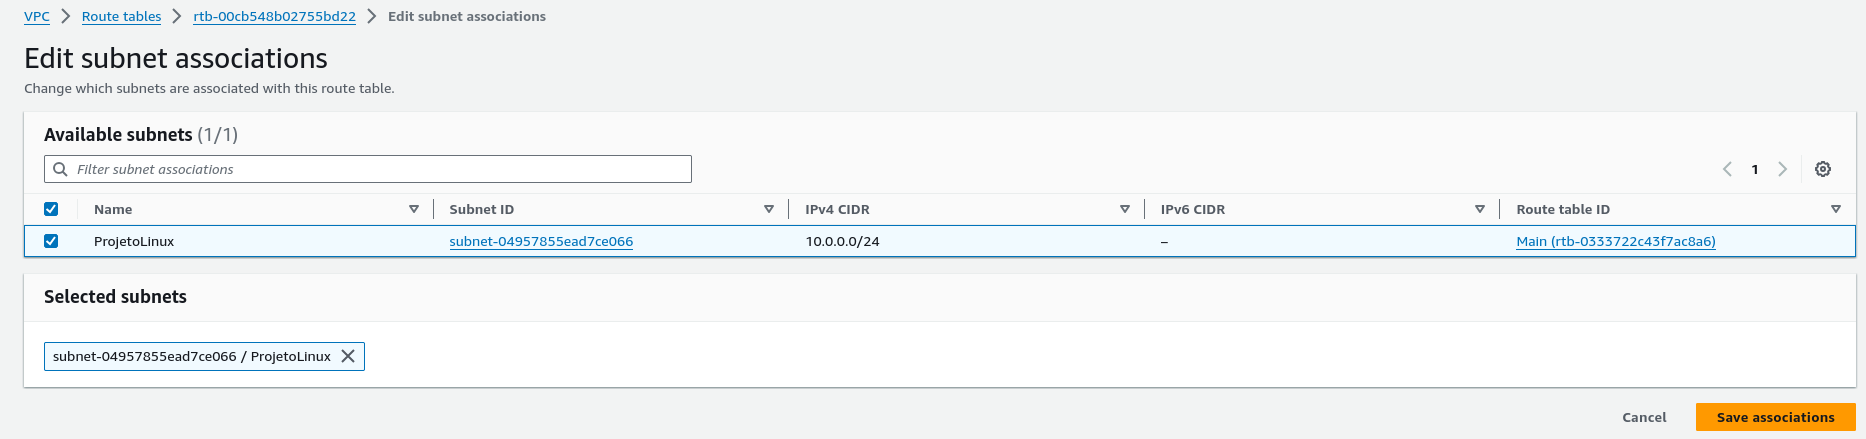 VPC > Route tables > rtb-00cb548b02755bd22 > Edit subnet associations
Edit subnet associations
Change which subnets are associated with this route table.
Available subnets (1/1)
Filter subnet associations
1
Name Subnet ID IPv4 CIDR IPv6 CIDR Route table ID
ProjetoLinux subnet-04957855ead7ce066 10.0.0.0/24 – Main (rtb-0333722c43f7ac8a6)
Selected subnets
subnet-04957855ead7ce066 / ProjetoLinux
Cancel Save associations